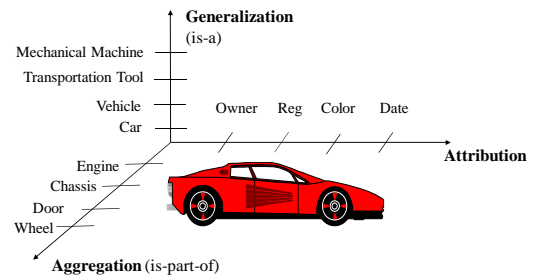 Generalization
(is-a)
Mechanical Machine
Transportation Tool
Vehicle
Car
Owner Reg Color Date
Attribution
Engine
Chassis
Door
Wheel
Aggregation (is-part-of)